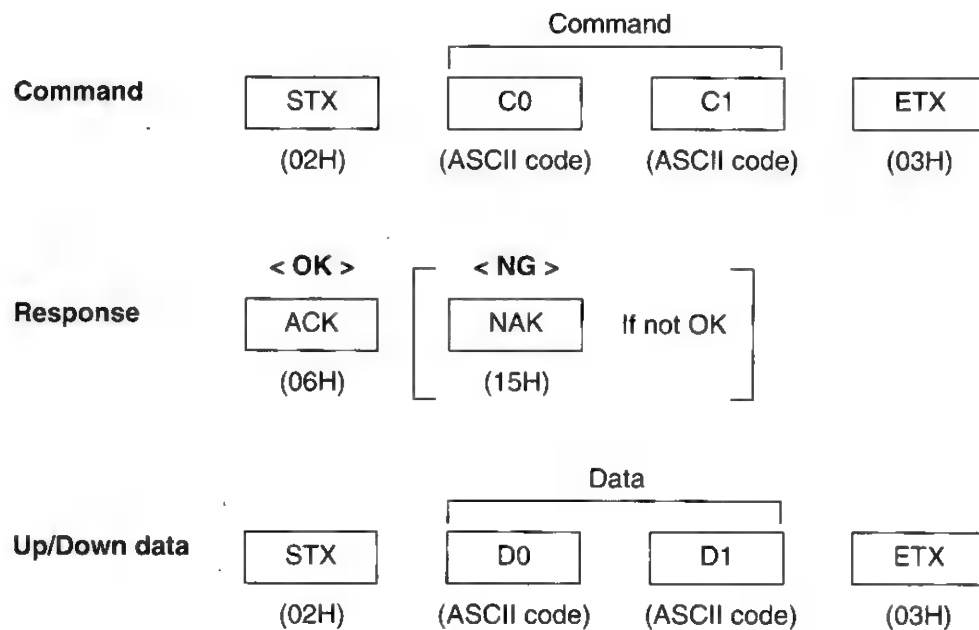 Command
Command STX C0 C1 ETX
(02H) (ASCII code) (ASCII code) (03H)
< OK > < NG >
Response ACK NAK If not OK
(06H) (15H)
Data
Up/Down data STX D0 D1 ETX
(02H) (ASCII code) (ASCII code) (03H)